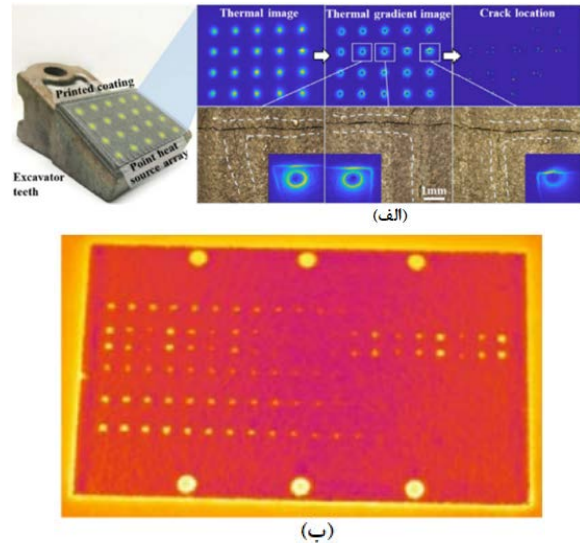 Thermal image
Thermal gradient image
Crack location
Printed coating
Point heat
source array
Excavator
teeth
1mm
(الف)
(ب)